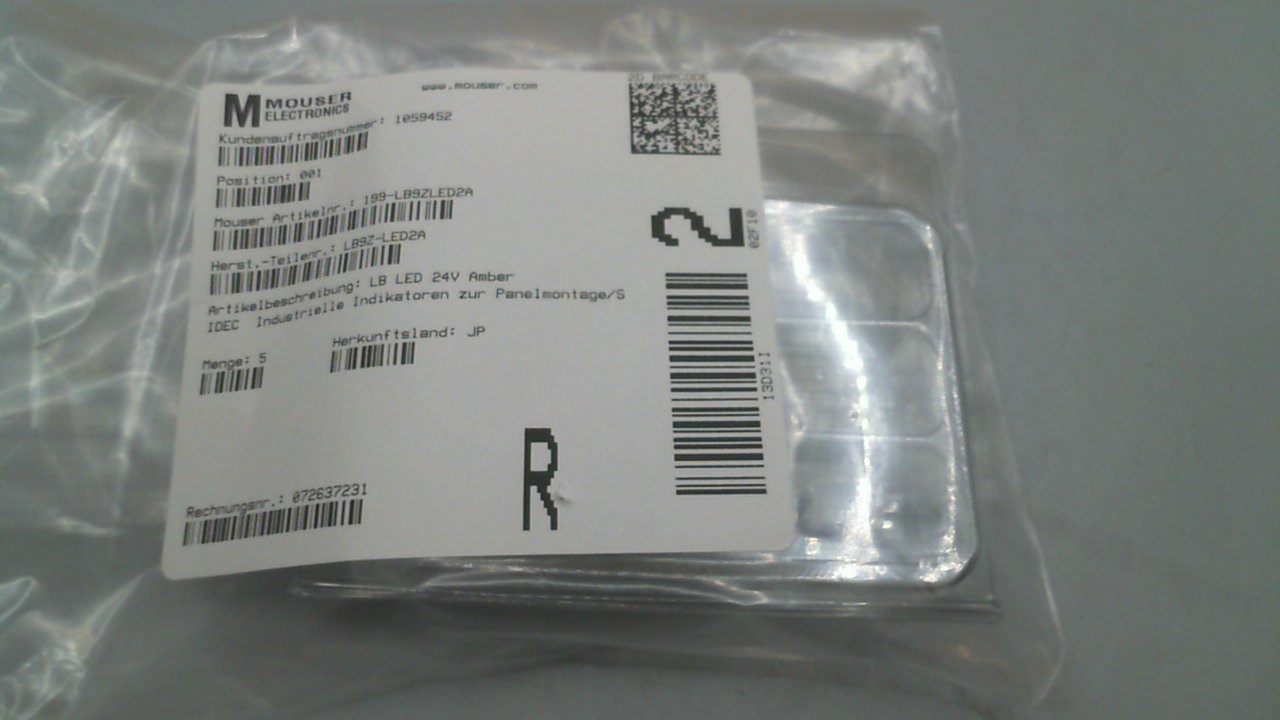 MOUSER
ELECTRONICS
www.mouser.com
2D BARCODE
Kundenauftragsnummer: 1059452
Position: 001
Mouser Artikelnr.: 199-LB9ZLED2A
Herst.-Teilenr.: LB9Z-LED2A
Artikelbeschreibung: LB LED 24V Amber
IDEC Industrielle Indikatoren zur Panelmontage/S
Menge: 5
Herkunftsland: JP
Rechnungsnr.: 072637231
R
2
02F10
13D31I